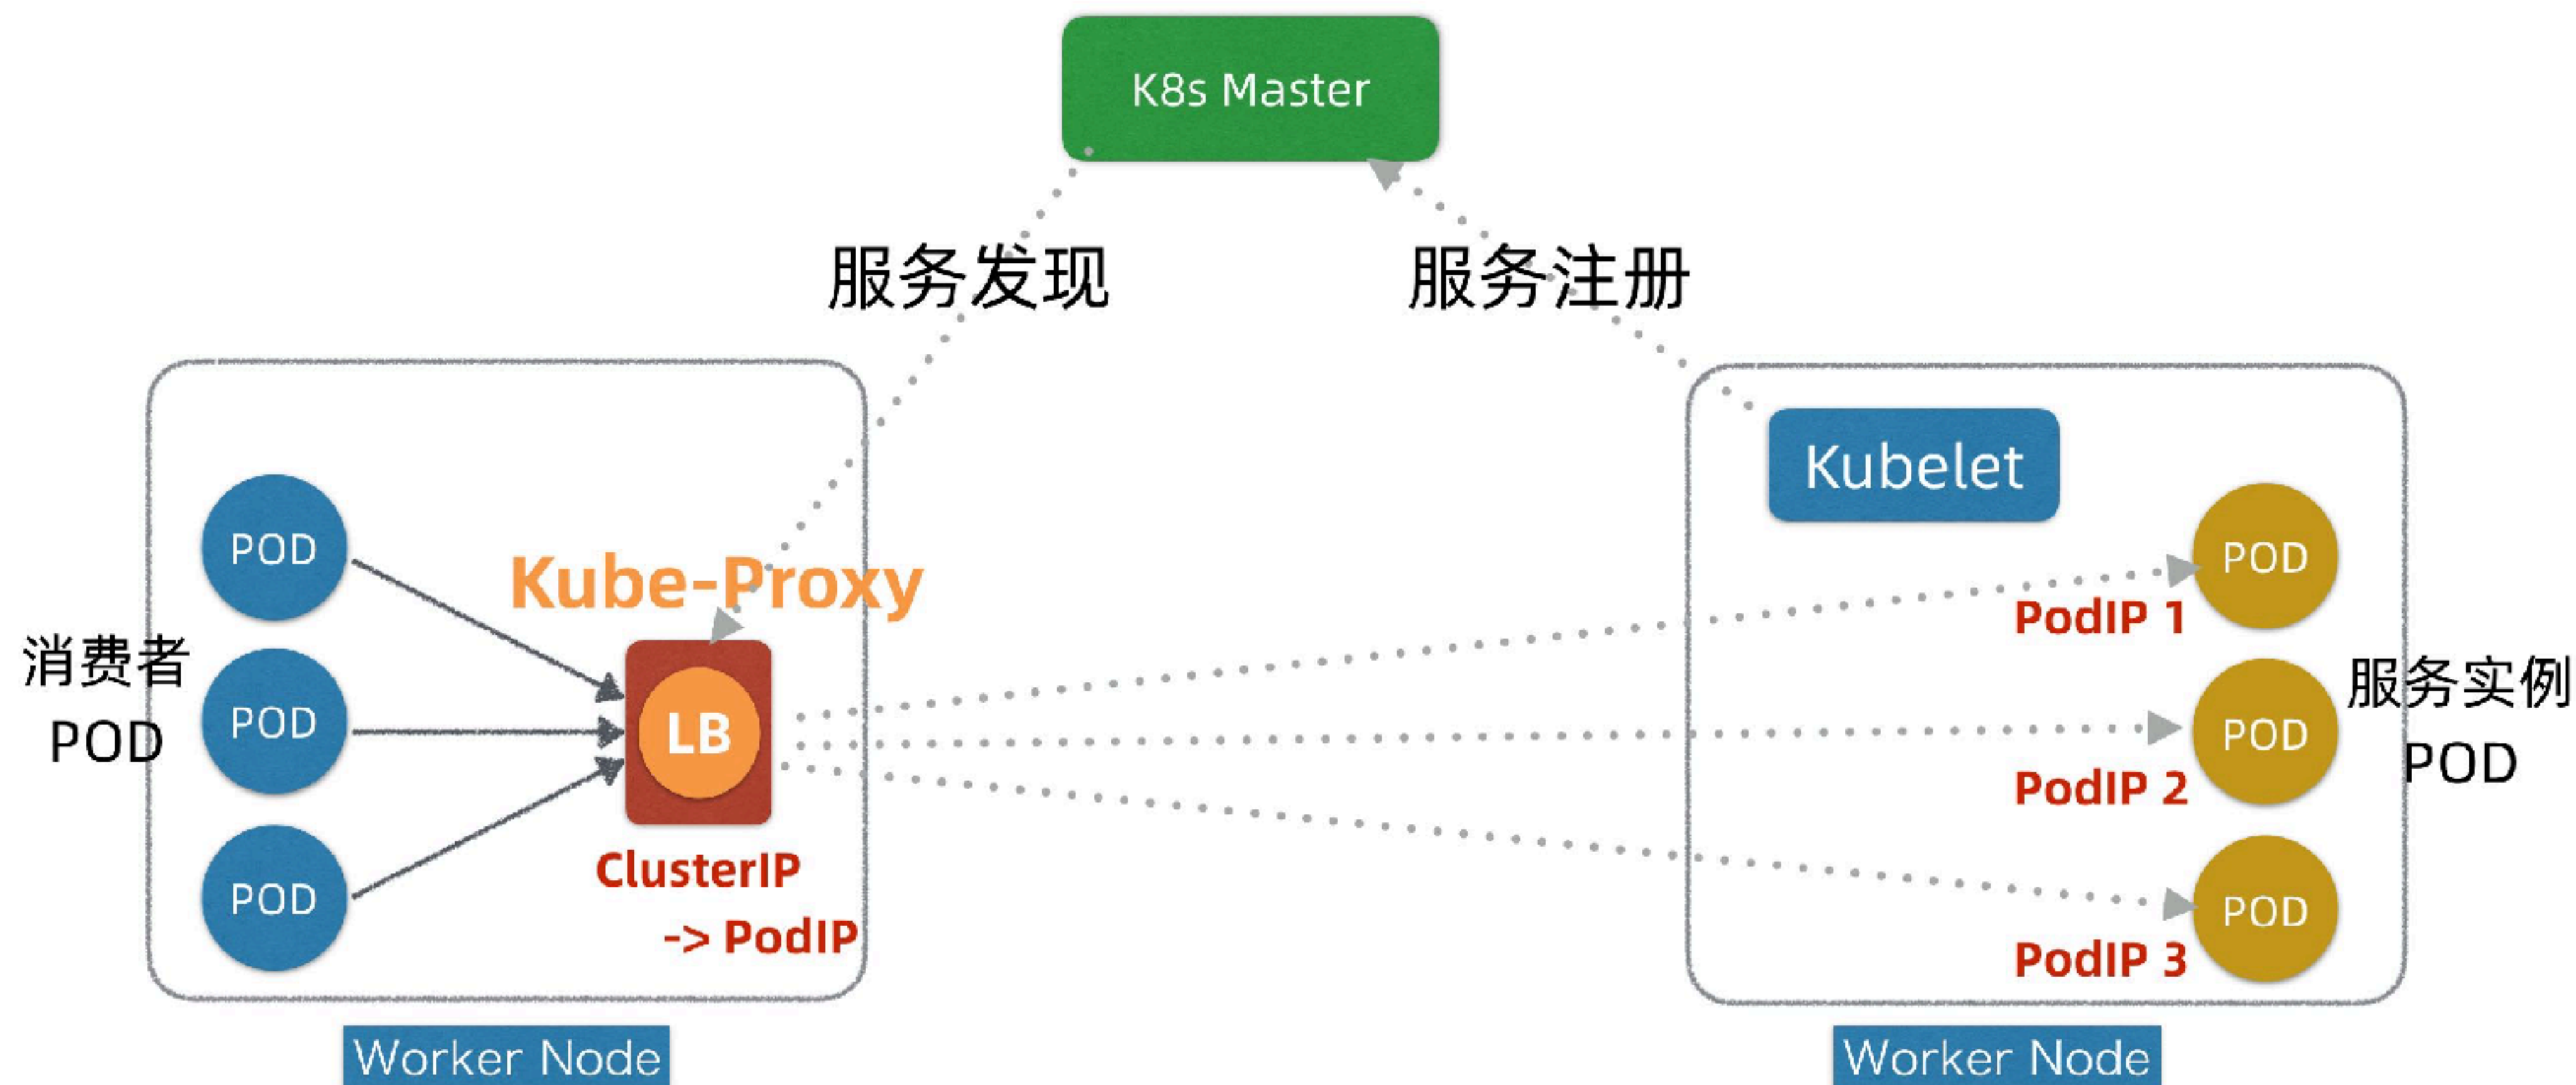 K8s Master
服务发现
服务注册
Kubelet
POD
POD
Kube-Proxy
PodIP 1
消费者
POD
POD
LB
POD
服务实例
POD
PodIP 2
ClusterIP
-> PodIP
POD
POD
PodIP 3
Worker Node
Worker Node